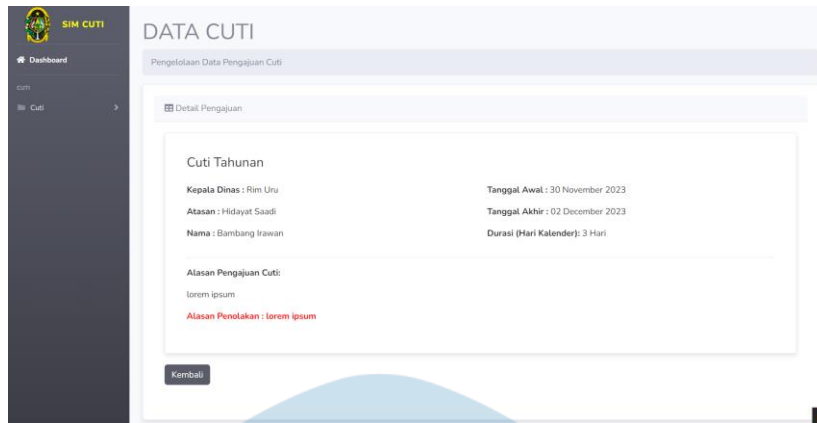 SIM CUTI
Dashboard
CUTI
Cuti
DATA CUTI
Pengelolaan Data Pengajuan Cuti
Detail Pengajuan
Cuti Tahunan
Kepala Dinas : Rim Uru
Tanggal Awal : 30 November 2023
Atasan : Hidayat Saadi
Tanggal Akhir : 02 December 2023
Nama : Bambang Irawan
Durasi (Hari Kalender): 3 Hari
Alasan Pengajuan Cuti:
lorem ipsum
Alasan Penolakan : lorem ipsum
Kembali